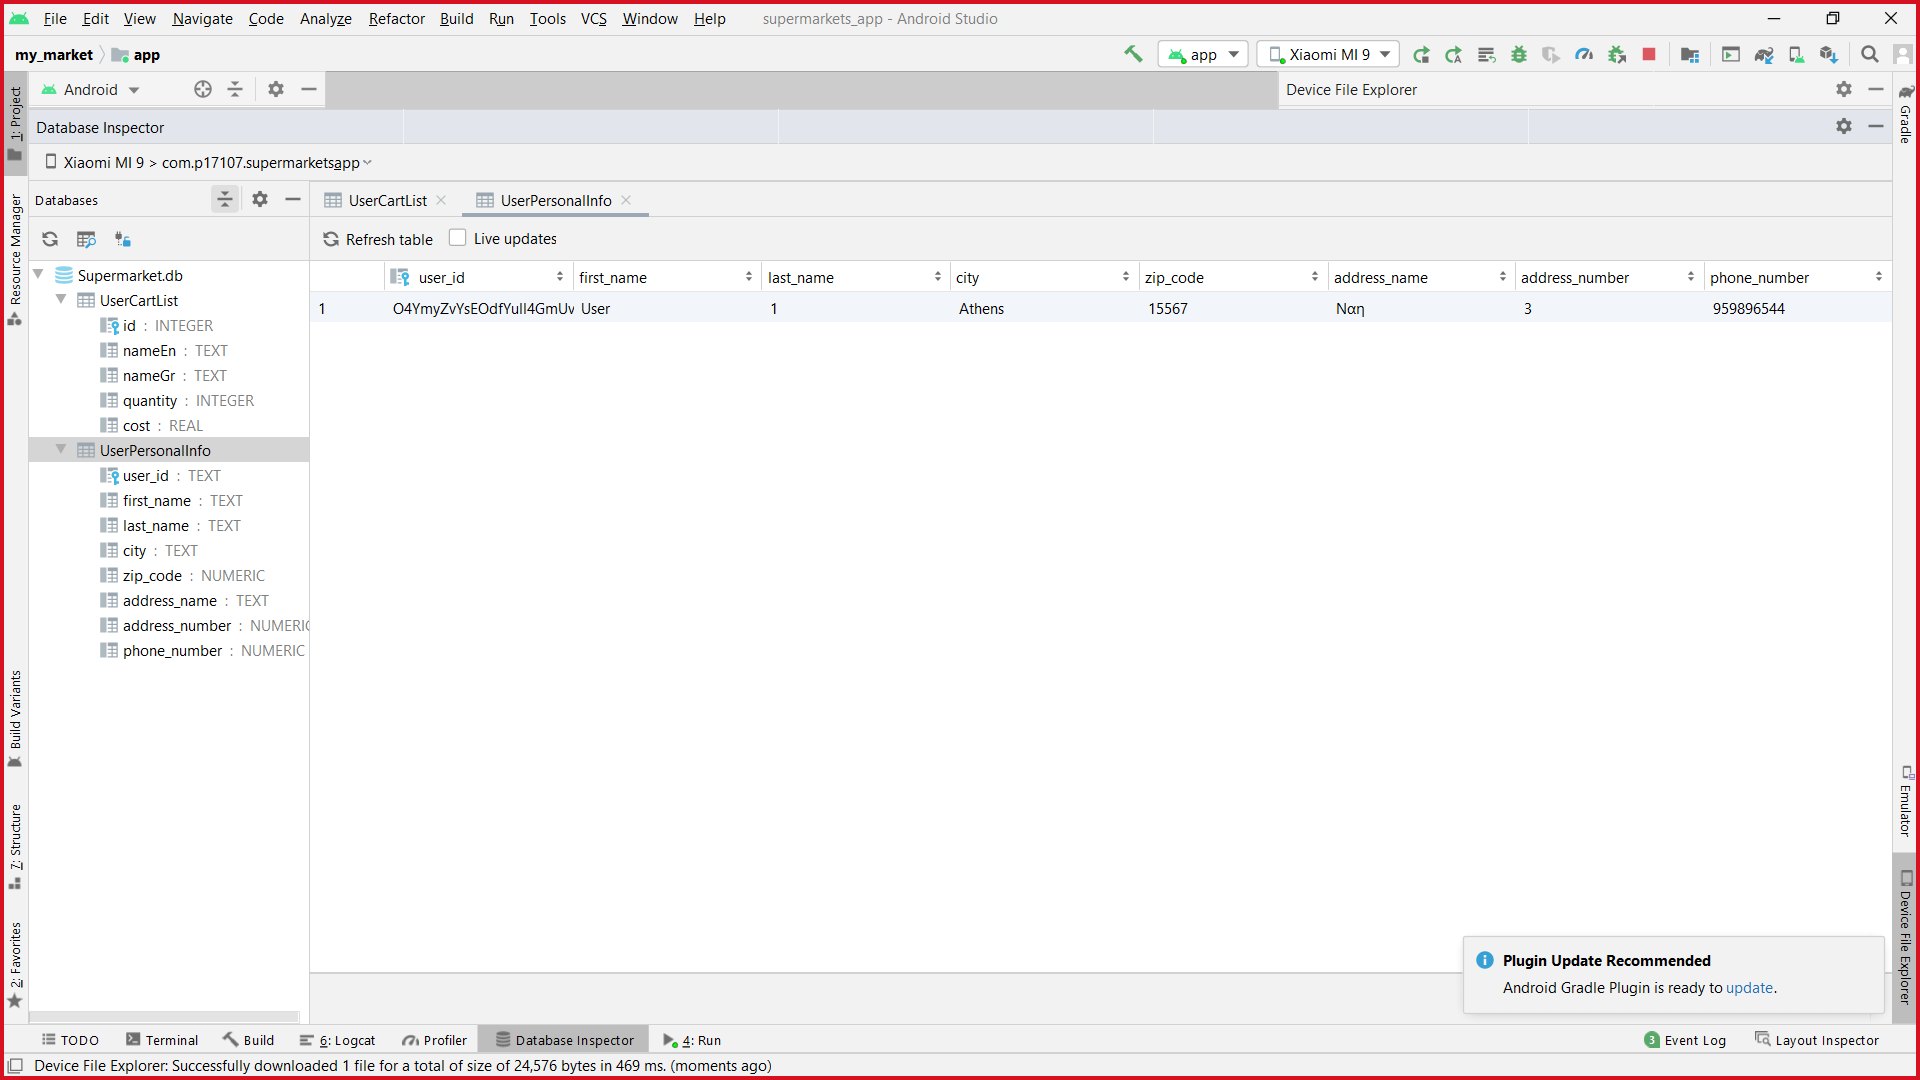 File Edit View Navigate Code Analyze Refactor Build Run Tools VCS Window Help supermarkets_app - Android Studio
my_market app app Xiaomi MI 9
Android Device File Explorer
Database Inspector
Xiaomi MI 9 > com.p17107.supermarketsapp
Databases UserCartList UserPersonalInfo
Refresh table Live updates
user_id first_name last_name city zip_code address_name address_number phone_number
1 O4YmyZvYsEOdfYuII4GmUv User 1 Athens 15567 Ναη 3 959896544
Supermarket.db
UserCartList
id : INTEGER
nameEn : TEXT
nameGr : TEXT
quantity : INTEGER
cost : REAL
UserPersonalInfo
user_id : TEXT
first_name : TEXT
last_name : TEXT
city : TEXT
zip_code : NUMERIC
address_name : TEXT
address_number : NUMERIC
phone_number : NUMERIC
1: Project
Resource Manager
Build Variants
7: Structure
2: Favorites
Gradle
Emulator
Device File Explorer
Plugin Update Recommended
Android Gradle Plugin is ready to update.
TODO Terminal Build 6: Logcat Profiler Database Inspector 4: Run 3 Event Log Layout Inspector
Device File Explorer: Successfully downloaded 1 file for a total of size of 24,576 bytes in 469 ms. (moments ago)